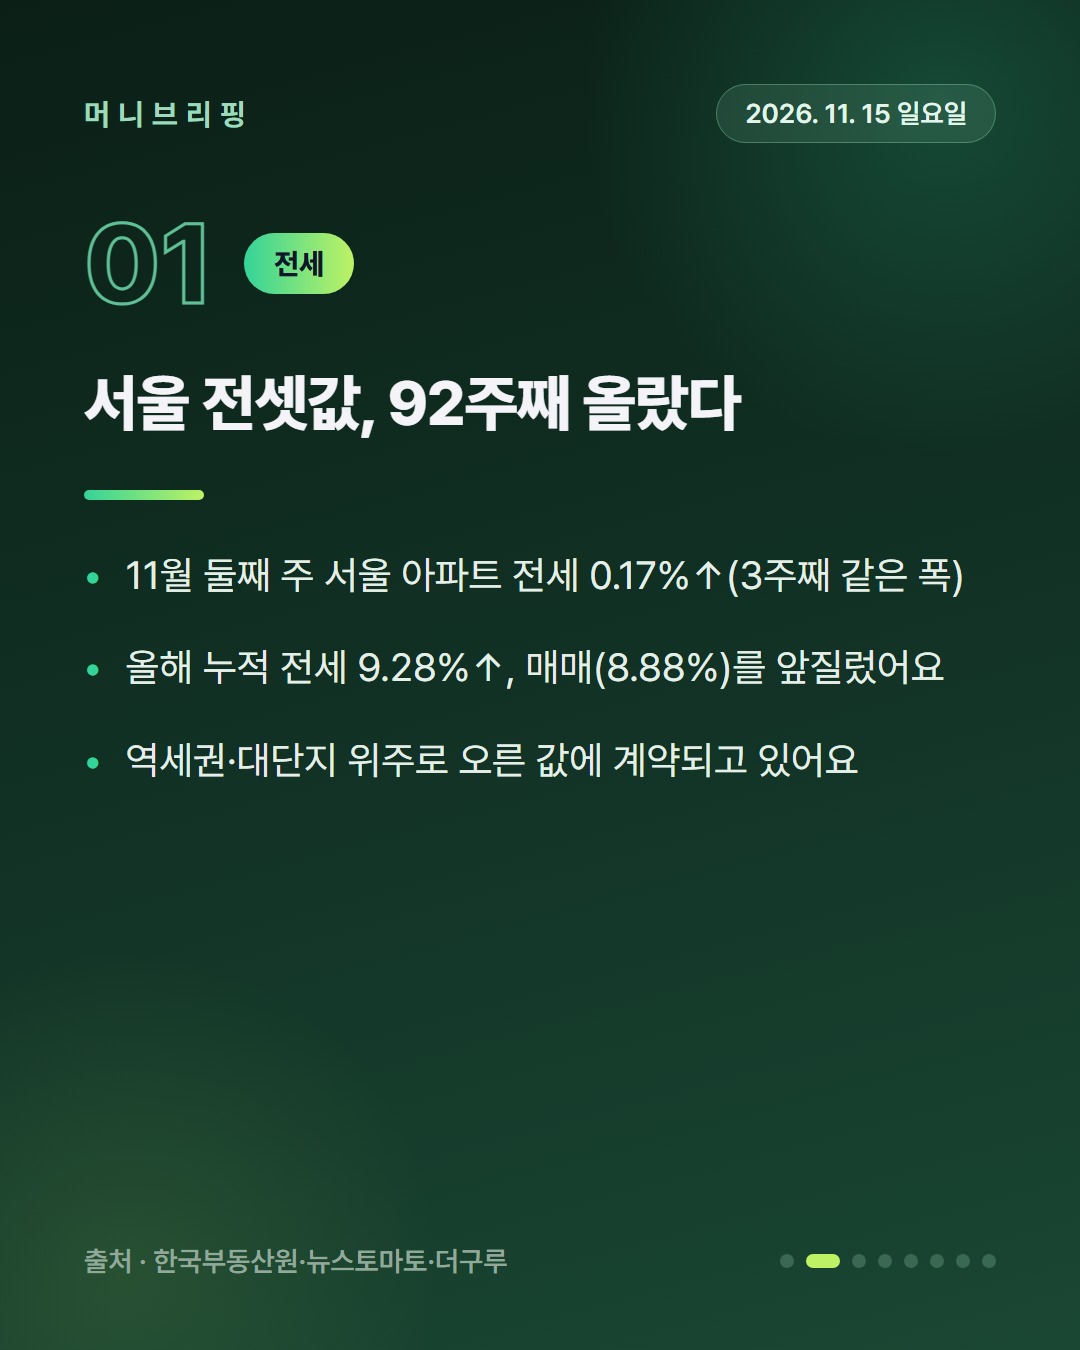 머니브리핑
2026. 11. 15 일요일
01
전세
서울 전셋값, 92주째 올랐다
• 11월 둘째 주 서울 아파트 전세 0.17%↑(3주째 같은 폭)
• 올해 누적 전세 9.28%↑, 매매(8.88%)를 앞질렀어요
• 역세권·대단지 위주로 오른 값에 계약되고 있어요
출처 · 한국부동산원·뉴스토마토·더구루